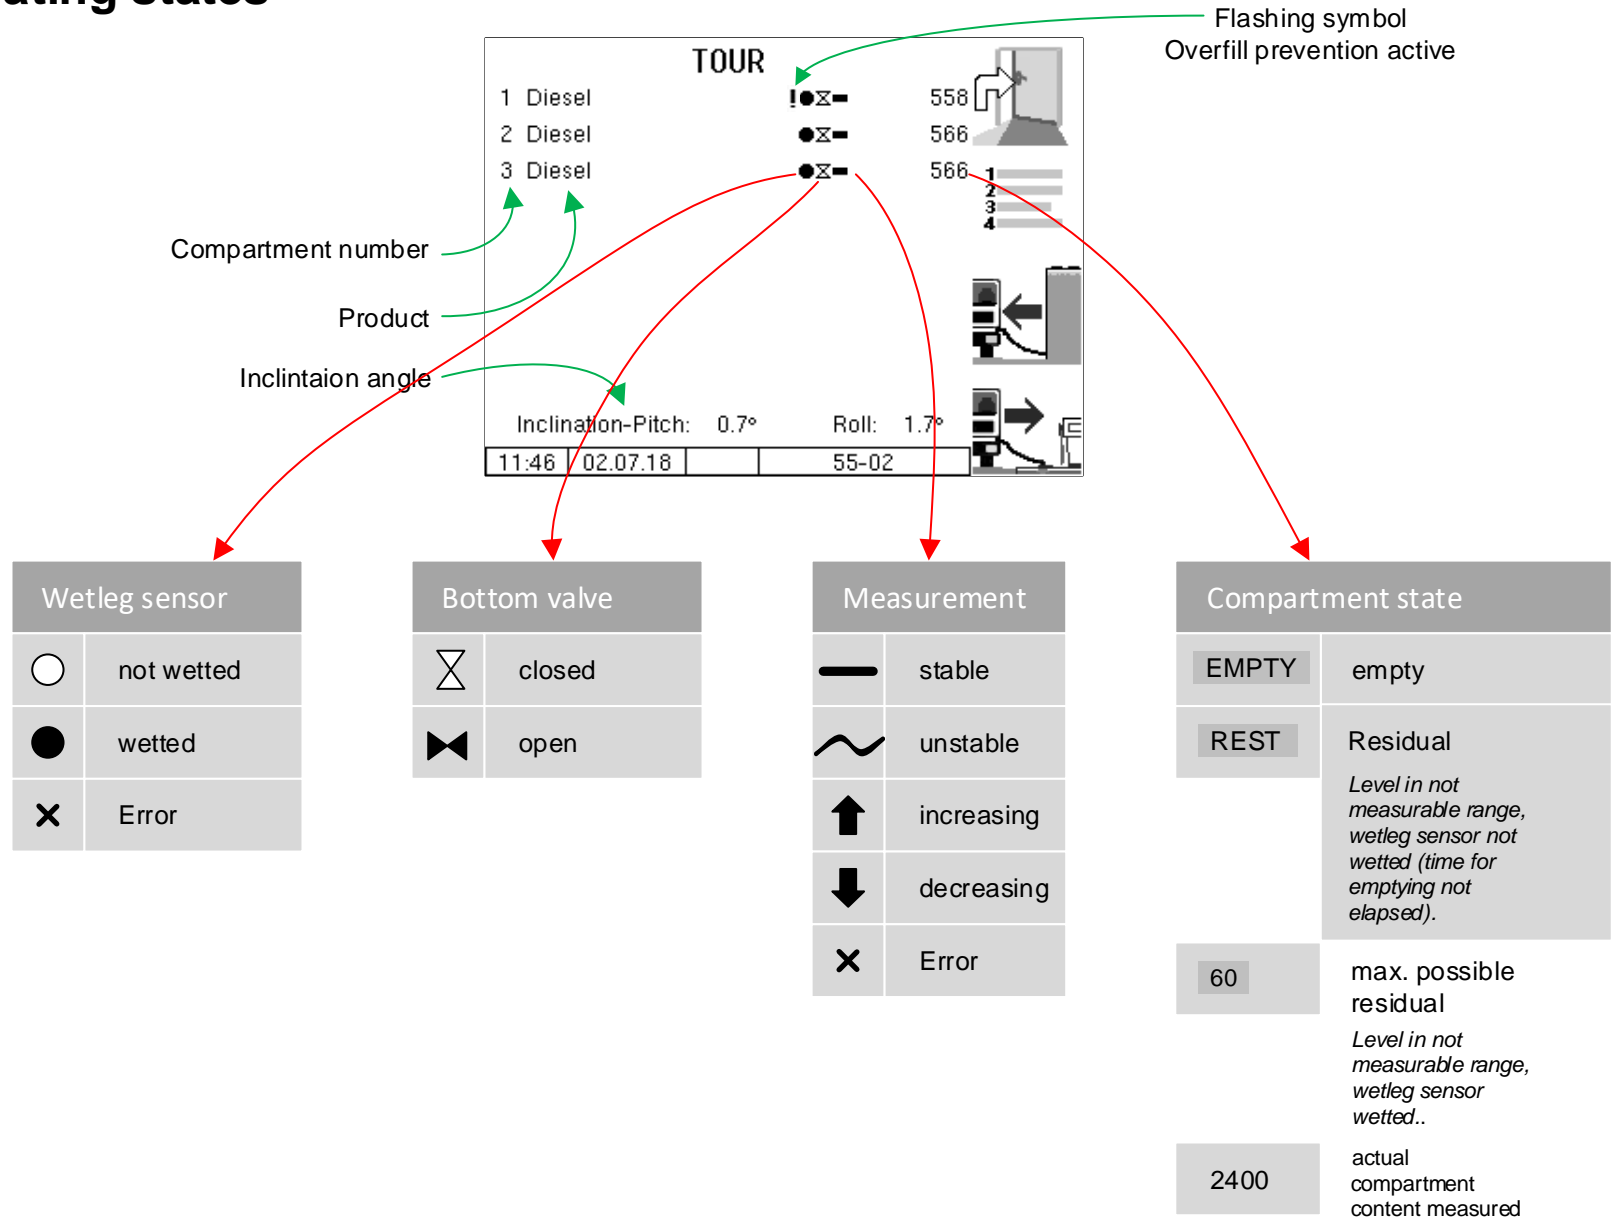 ating states
Flashing symbol
Overfill prevention active
TOUR
1 Diesel ! 558
2 Diesel 566
3 Diesel 566
1
2
3
4
Compartment number
Product
Inclintaion angle
Inclination-Pitch: 0.7° Roll: 1.7°
11:46 02.07.18 55-02
Wetleg sensor
not wetted
wetted
Error
Bottom valve
closed
open
Measurement
stable
unstable
increasing
decreasing
Error
Compartment state
EMPTY empty
REST Residual
Level in not
measurable range,
wetleg sensor not
wetted (time for
emptying not
elapsed).
60 max. possible
residual
Level in not
measurable range,
wetleg sensor
wetted..
2400 actual
compartment
content measured